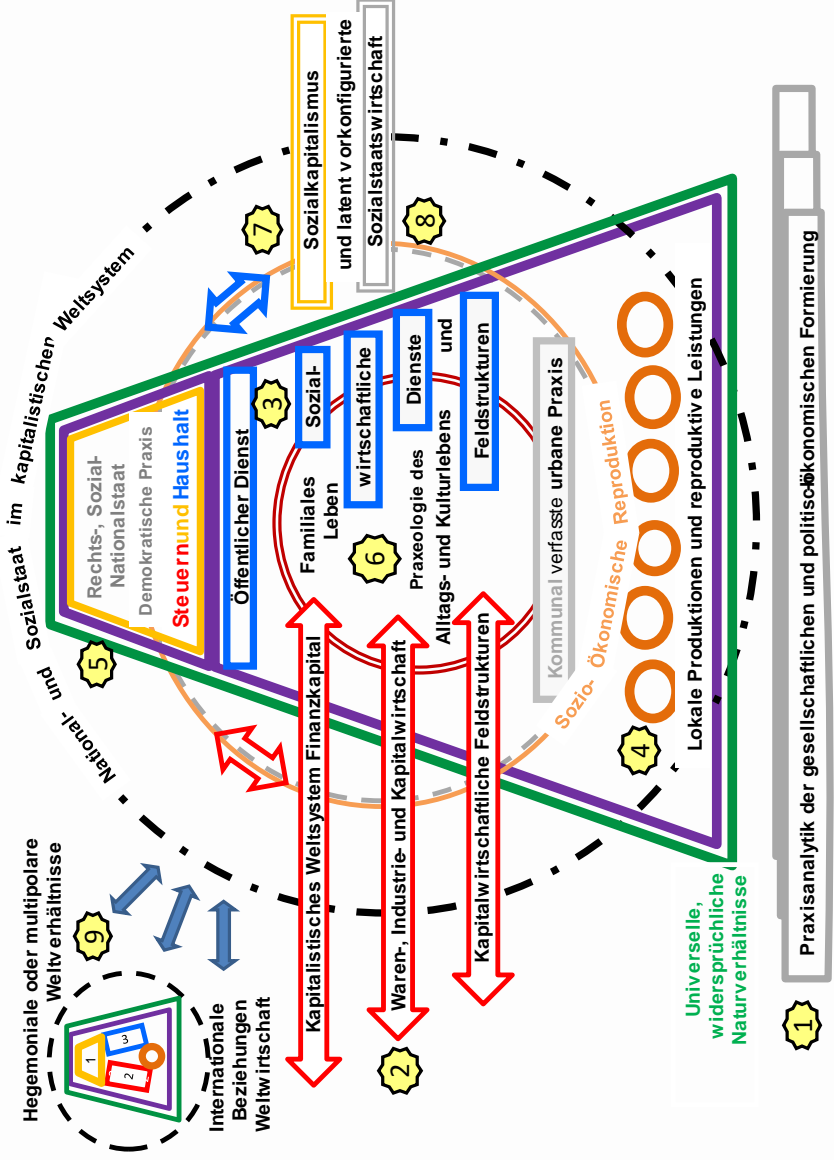 National- und Sozialstaat im kapitalistischen Weltsystem
Hegemoniale oder multipolare
Weltverhältnisse
9
1
2
3
Internationale
Beziehungen
Weltwirtschaft
5
Rechts-, Sozial-
Nationalstaat
Demokratische Praxis
Steuern und Haushalt
Öffentlicher Dienst
7
3
Sozialkapitalismus
und latent vorkonfigurierte
Sozialstaatswirtschaft
8
Kapitalistisches Weltsystem Finanzkapital
Familiales
Leben
Sozial-
wirtschaftliche
6
2
Waren-, Industrie- und Kapitalwirtschaft
Praxeologie des
Alltags- und Kulturlebens
Dienste
und
Feldstrukturen
Kapitalwirtschaftliche Feldstrukturen
Kommunal verfasste urbane Praxis
Sozio- Ökonomische Reproduktion
4
Lokale Produktionen und reproduktive Leistungen
Universelle,
widersprüchliche
Naturverhältnisse
1
Praxisanalytik der gesellschaftlichen und politisch-ökonomischen Formierung